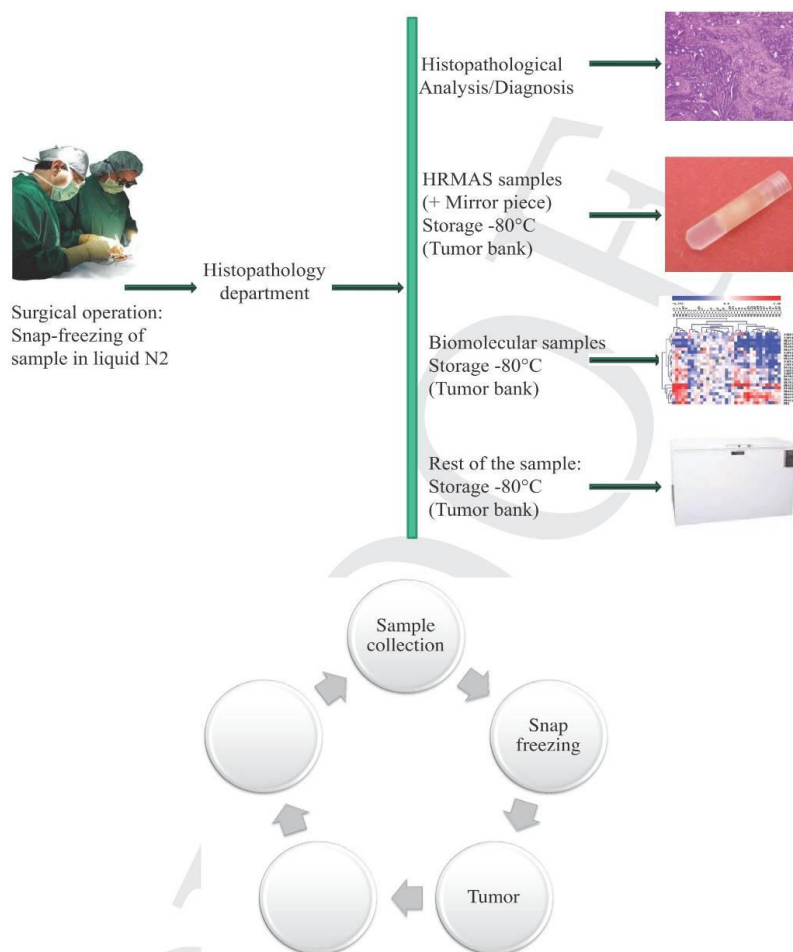 Histopathological
Analysis/Diagnosis
HRMAS samples
(+ Mirror piece)
Storage -80°C
(Tumor bank)
Histopathology
department
Surgical operation:
Snap-freezing of
sample in liquid N2
Biomolecular samples
Storage -80°C
(Tumor bank)
Rest of the sample:
Storage -80°C
(Tumor bank)
Sample
collection
Snap
freezing
Tumor